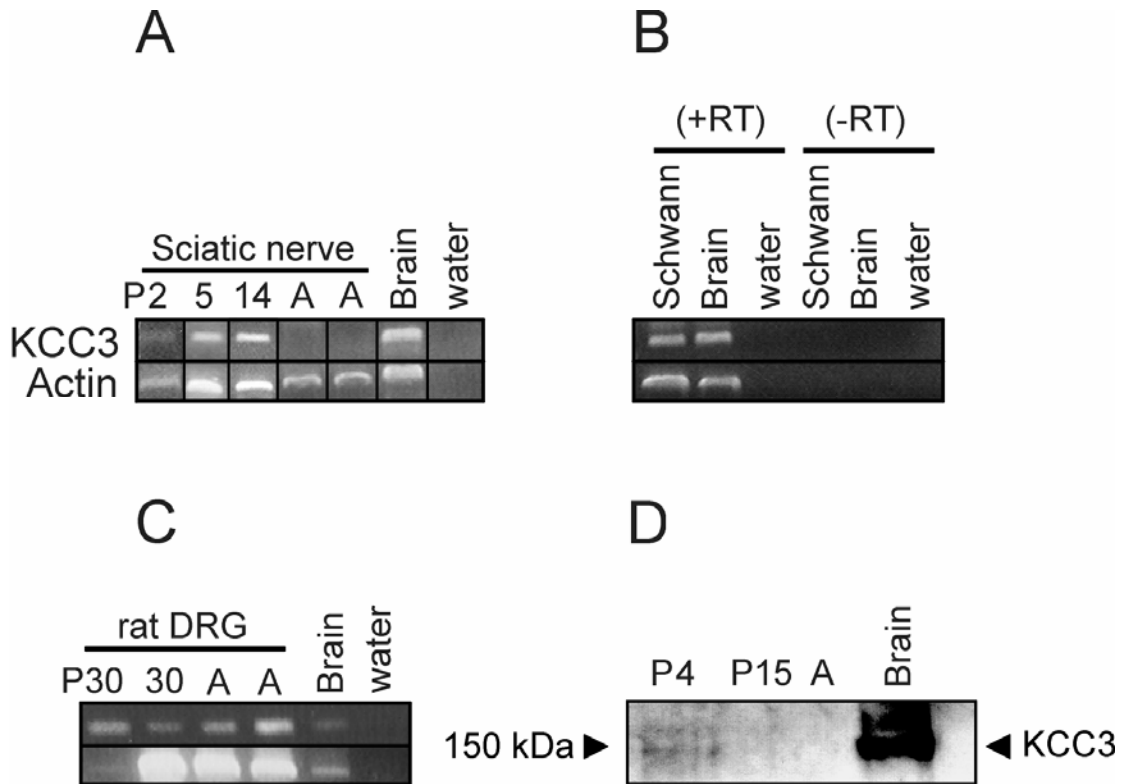 A
Sciatic nerve
Brain
water
P2 5 14 A A
KCC3
Actin
B
(+RT) (-RT)
Schwann
Brain
water
Schwann
Brain
water
C
rat DRG
Brain
water
P30 30 A A
D
P4 P15 A
Brain
150 kDa
KCC3